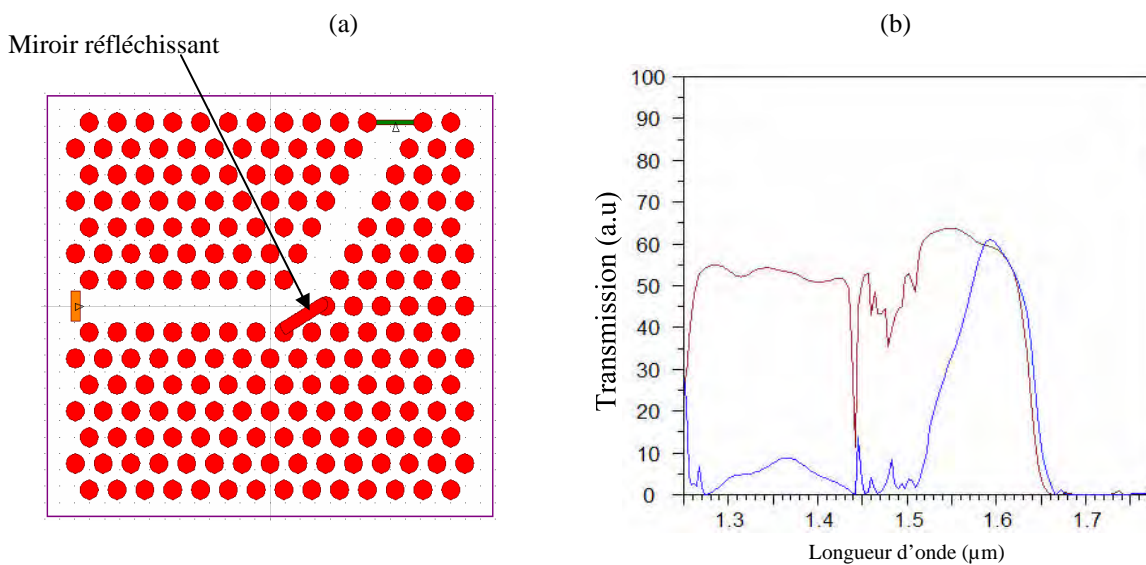 (a)
(b)
Miroir réfléchissant
100
90
80
70
60
50
40
30
20
10
0
Transmission (a.u)
1.3 1.4 1.5 1.6 1.7
Longueur d'onde (µm)